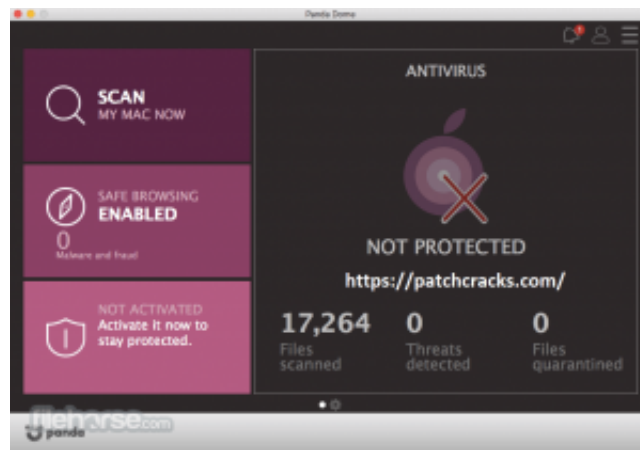 Panda Dome
SCAN
MY MAC NOW
SAFE BROWSING
ENABLED
0
Malware and fraud
NOT ACTIVATED
Activate it now to
stay protected.
ANTIVIRUS
NOT PROTECTED
https://patchcracks.com/
17,264
Files
scanned
0
Threats
detected
0
Files
quarantined
filehorse.com
panda